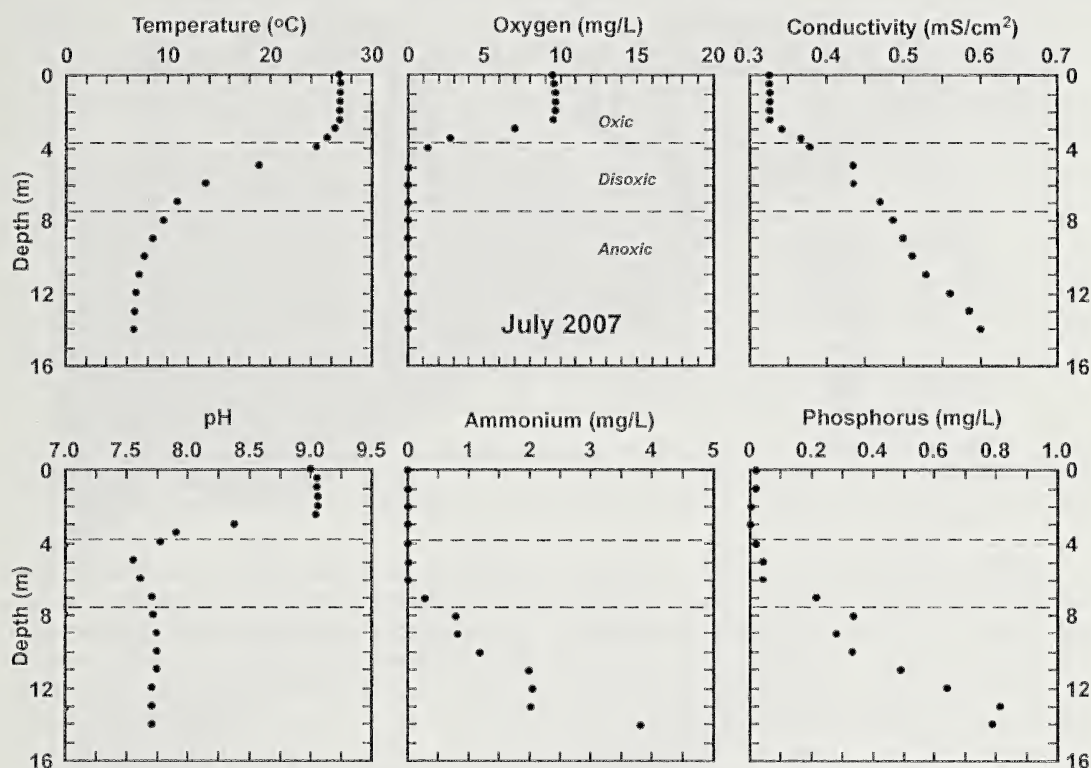 Temperature (ºC)
Oxygen (mg/L)
Conductivity (mS/cm²)
0 10 20 30
0 5 10 15 20
0.3 0.4 0.5 0.6 0.7
0
4
8
12
16
Depth (m)
Oxic
Disoxic
Anoxic
July 2007
0
4
8
12
16
pH
Ammonium (mg/L)
Phosphorus (mg/L)
7.0 7.5 8.0 8.5 9.0 9.5
0 1 2 3 4 5
0 0.2 0.4 0.6 0.8 1.0
0
4
8
12
16
Depth (m)
0
4
8
12
16